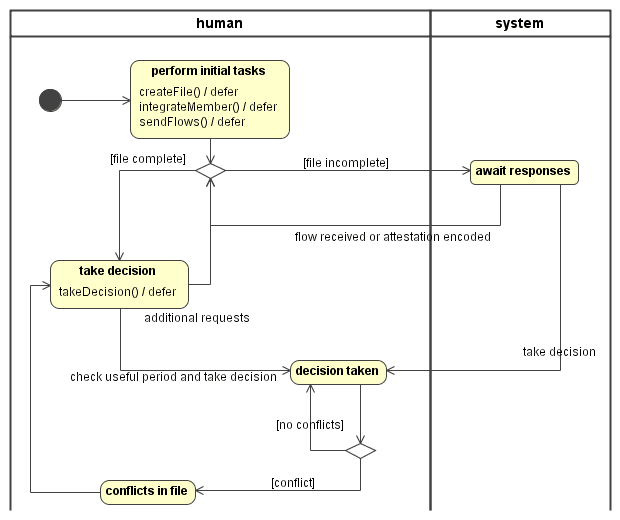 human
system
perform initial tasks
createFile() / defer
integrateMember() / defer
sendFlows() / defer
[file complete]
[file incomplete]
await responses
flow received or attestation encoded
take decision
takeDecision() / defer
additional requests
take decision
check useful period and take decision
decision taken
[no conflicts]
[conflict]
conflicts in file